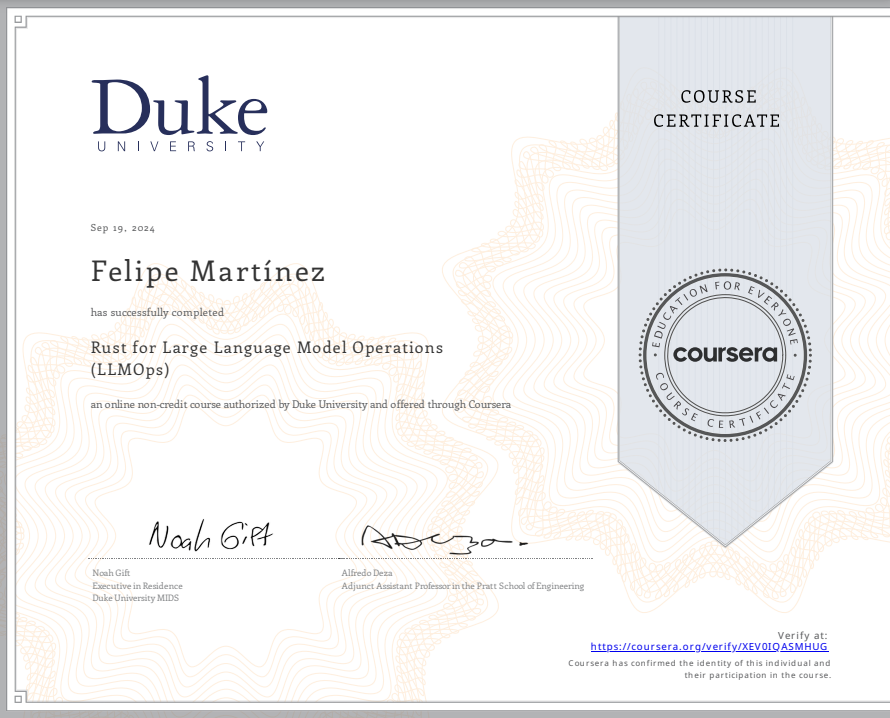 Duke
UNIVERSITY
COURSE
CERTIFICATE
Sep 19, 2024
Felipe Martínez
has successfully completed
Rust for Large Language Model Operations
(LLMOps)
an online non-credit course authorized by Duke University and offered through Coursera
EDUCATION FOR EVERYONE
coursera
COURSE CERTIFICATE
Noah Gift
Noah Gift
Executive in Residence
Duke University MIDS
ADeza
Alfredo Deza
Adjunct Assistant Professor in the Pratt School of Engineering
Verify at:
https://coursera.org/verify/XEV0IQASMHUG
Coursera has confirmed the identity of this individual and
their participation in the course.